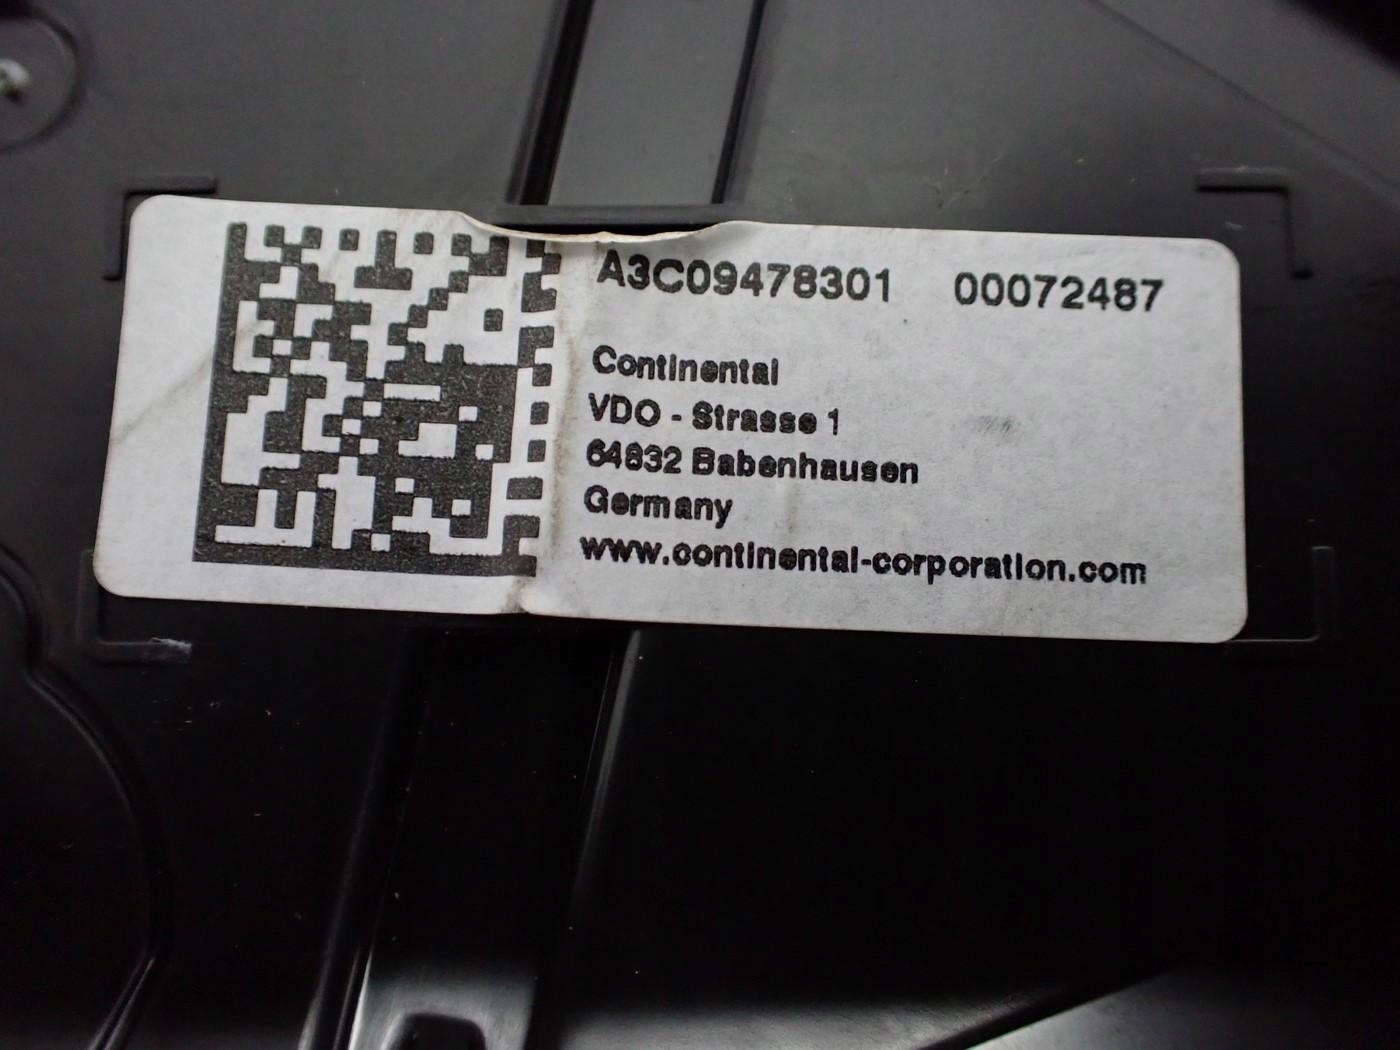 A3C09478301 00072487
Continental
VDO - Strasse 1
64832 Babenhausen
Germany
www.continental-corporation.com